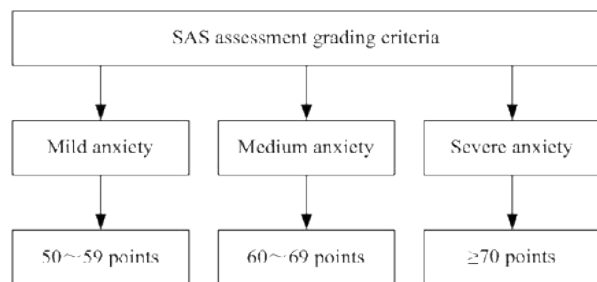 SAS assessment grading criteria
Mild anxiety
Medium anxiety
Severe anxiety
50~59 points
60~69 points
≥70 points